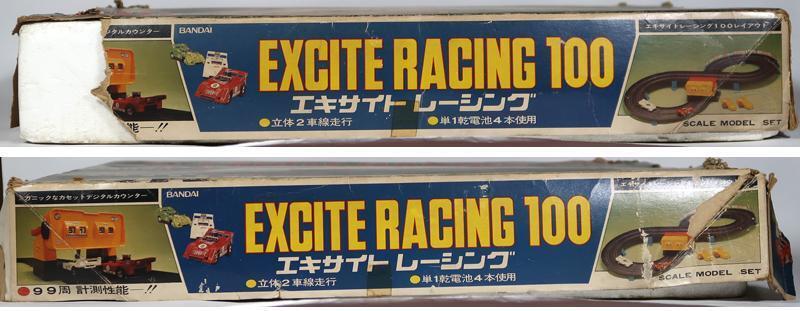 タルカウンター
BANDAI
EXCITE RACING 100
エキサイト レーシング
●立体2車線走行
●単1乾電池4本使用
能―!!
エキサイトレーシング100レイアウト
SCALE MODEL SET
カニックなカセットデジタルカウンター
BANDAI
EXCITE RACING 100
エキサイト レーシング
●立体2車線走行
●単1乾電池4本使用
●99周 計測性能―!!
SCALE MODEL SET